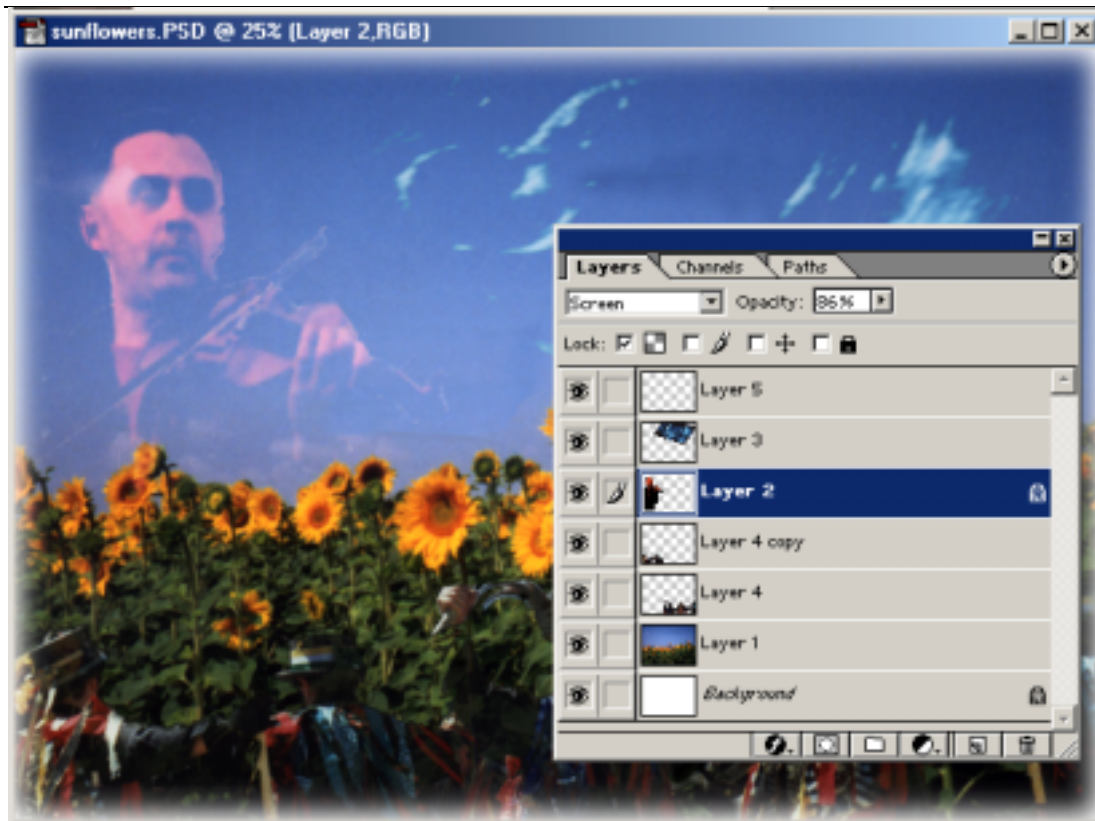 sunflowers.PSD @ 25% (Layer 2,RGB)
Layers Channels Paths
Screen Opacity: 86%
Lock:
Layer 5
Layer 3
Layer 2
Layer 4 copy
Layer 4
Layer 1
Background